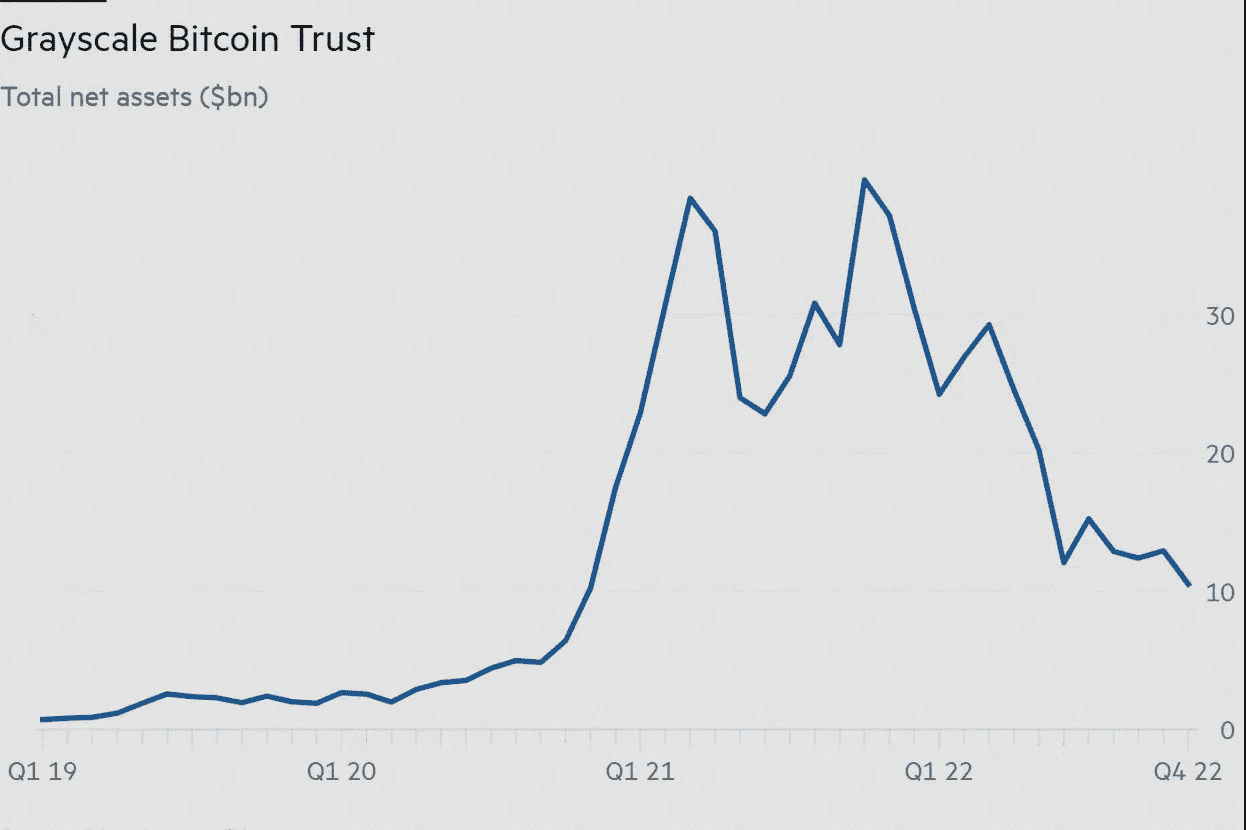 Grayscale Bitcoin Trust
Total net assets ($bn)
30
20
10
0
Q1 19 Q1 20 Q1 21 Q1 22 Q4 22